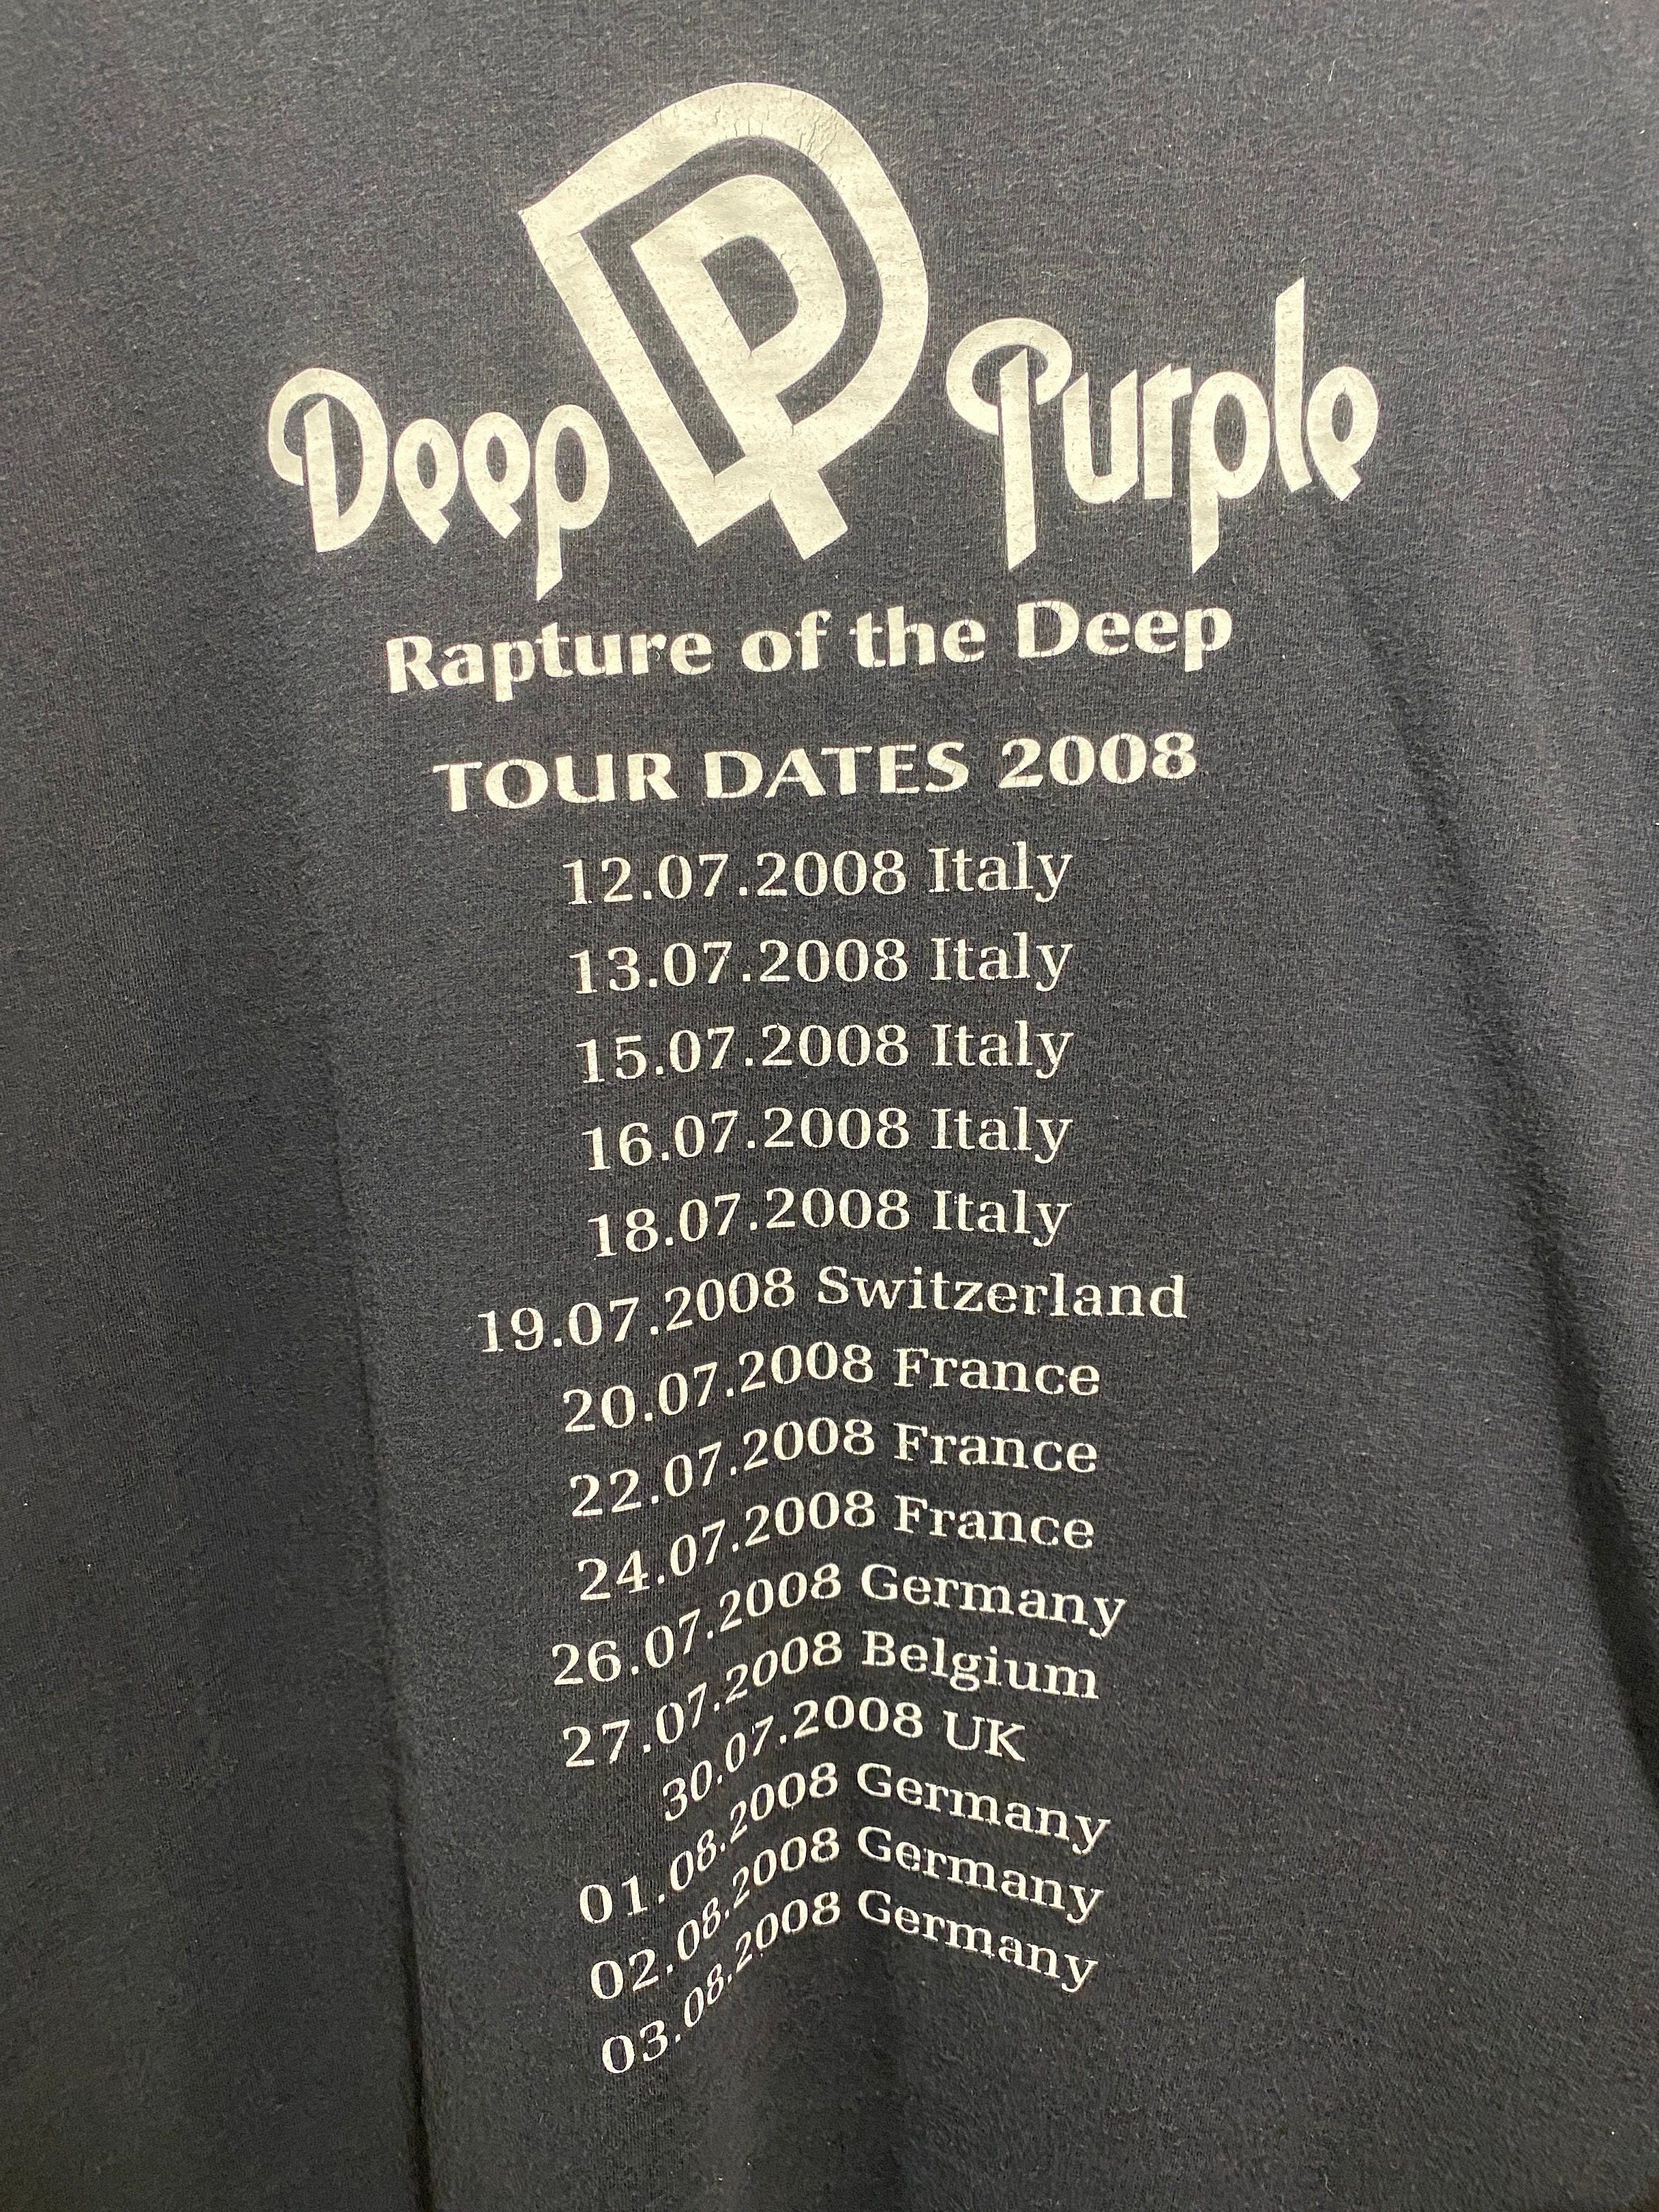 Deep Purple
Rapture of the Deep
TOUR DATES 2008
12.07.2008 Italy
13.07.2008 Italy
15.07.2008 Italy
16.07.2008 Italy
18.07.2008 Italy
19.07.2008 Switzerland
20.07.2008 France
22.07.2008 France
24.07.2008 France
26.07.2008 Germany
27.07.2008 Belgium
30.07.2008 UK
01.08.2008 Germany
02.08.2008 Germany
03.08.2008 Germany